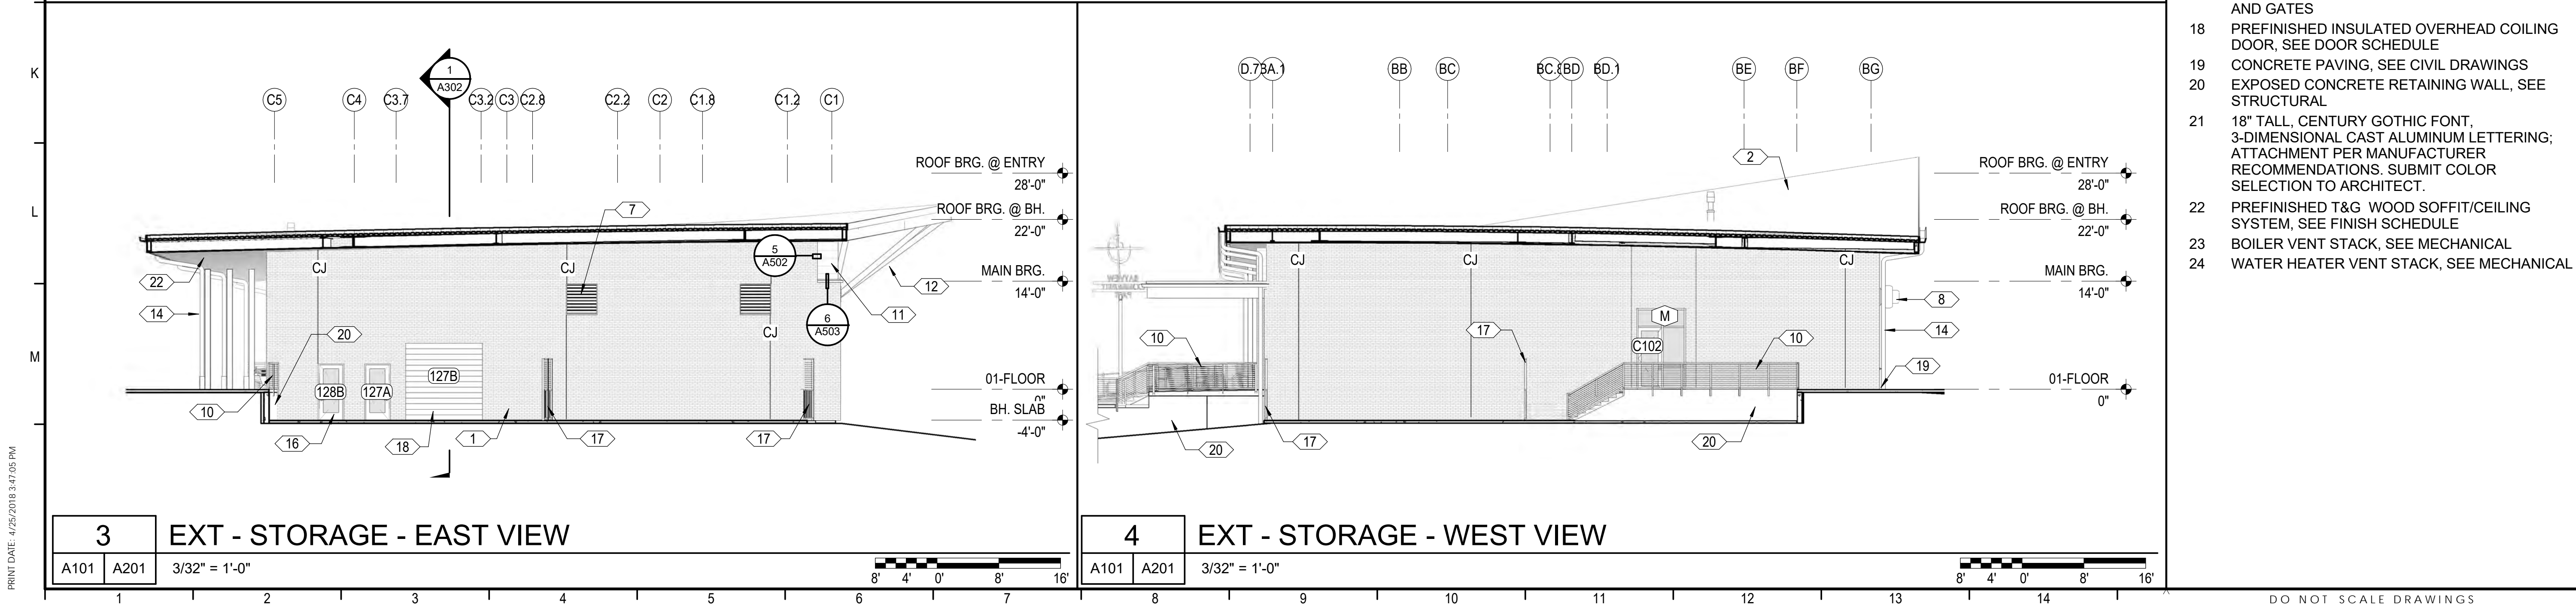 AND GATES
18 PREFINISHED INSULATED OVERHEAD COILING
DOOR, SEE DOOR SCHEDULE
19 CONCRETE PAVING, SEE CIVIL DRAWINGS
20 EXPOSED CONCRETE RETAINING WALL, SEE
STRUCTURAL
21 18" TALL, CENTURY GOTHIC FONT,
3-DIMENSIONAL CAST ALUMINUM LETTERING;
ATTACHMENT PER MANUFACTURER
RECOMMENDATIONS. SUBMIT COLOR
SELECTION TO ARCHITECT.
22 PREFINISHED T&G WOOD SOFFIT/CEILING
SYSTEM, SEE FINISH SCHEDULE
23 BOILER VENT STACK, SEE MECHANICAL
24 WATER HEATER VENT STACK, SEE MECHANICAL
K
L
M
1
A302
C5 C4 C3.7 C3.2 C3 C2.8 C2.2 C2 C1.8 C1.2 C1
ROOF BRG. @ ENTRY
28'-0"
ROOF BRG. @ BH.
22'-0"
MAIN BRG.
14'-0"
01-FLOOR
0"
BH. SLAB
-4'-0"
7
5
A502
CJ CJ
22
12
14
11
6
A503
CJ
20
127B
128B 127A
10
16 18 1 17 17
3 EXT - STORAGE - EAST VIEW
A101 A201 3/32" = 1'-0"
8' 4' 0' 8' 16'
D.7 BA.1 BB BC BC.8 BD BD.1 BE BF BG
2
ROOF BRG. @ ENTRY
28'-0"
ROOF BRG. @ BH.
22'-0"
MAIN BRG.
14'-0"
01-FLOOR
0"
CJ CJ CJ
8
M
17
14
10
C102
10
19
20 17 20
4 EXT - STORAGE - WEST VIEW
A101 A201 3/32" = 1'-0"
8' 4' 0' 8' 16'
1 2 3 4 5 6 7 8 9 10 11 12 13 14
PRINT DATE: 4/25/2018 3:47:05 PM
DO NOT SCALE DRAWINGS